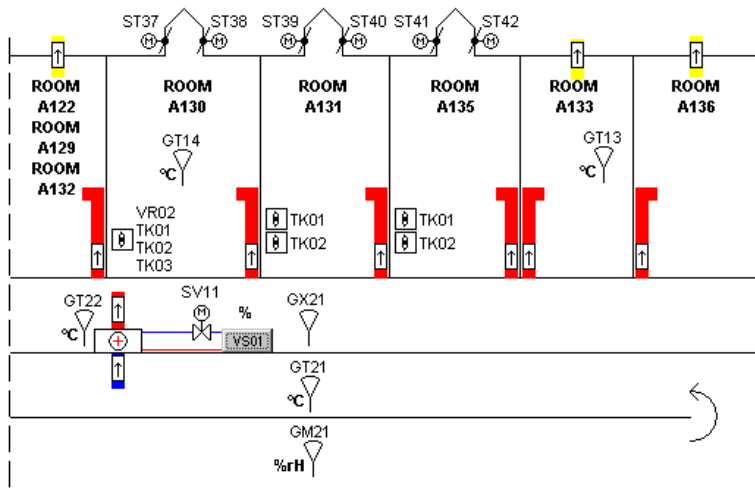 ST37 ST38 ST39 ST40 ST41 ST42
M M M M M M
ROOM ROOM ROOM ROOM ROOM ROOM
A122 A130 A131 A135 A133 A136
ROOM
A129
ROOM
A132
GT14 GT13
°C °C
VR02
TK01 TK01 TK01
TK02 TK02 TK02
TK03
GT22 SV11 % GX21
M
°C
VS01
GT21
°C
GM21
%rH